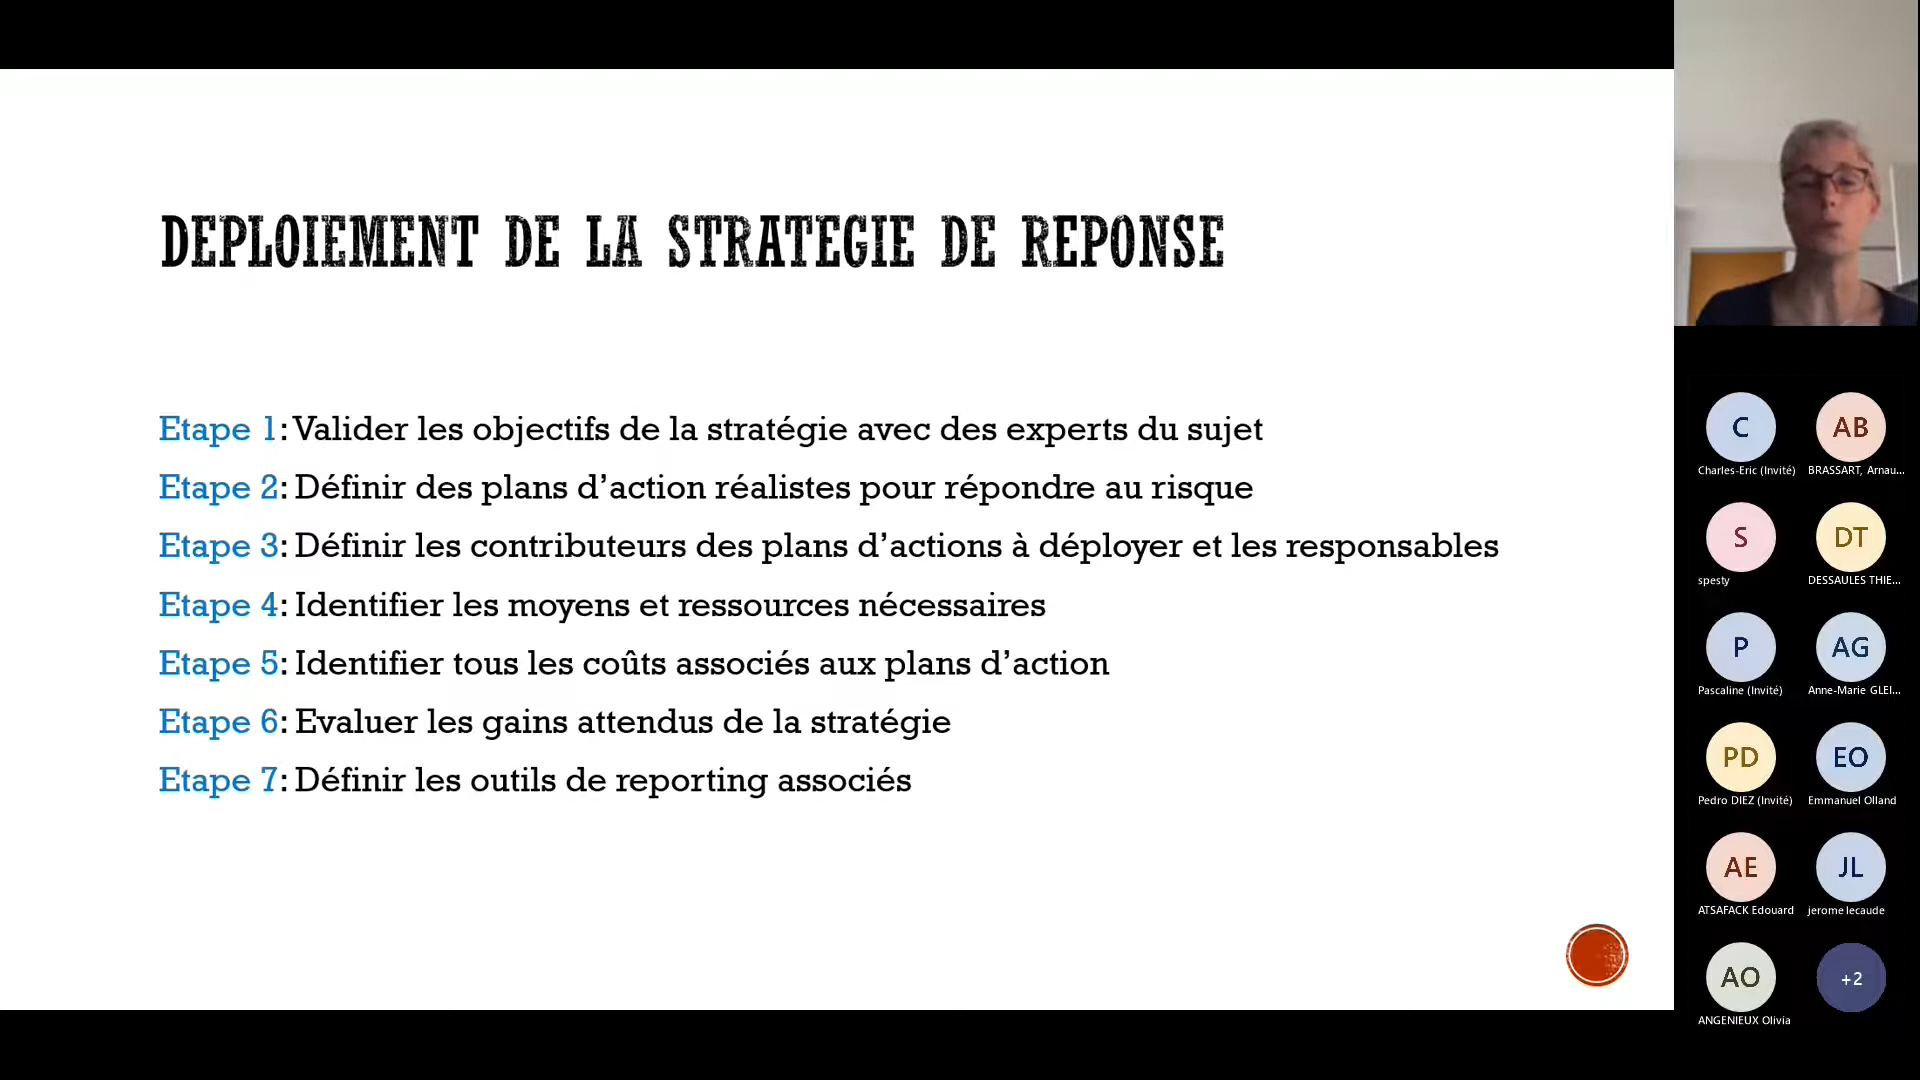 DEPLOIEMENT DE LA STRATEGIE DE REPONSE
Etape 1: Valider les objectifs de la stratégie avec des experts du sujet
Etape 2: Définir des plans d’action réalistes pour répondre au risque
Etape 3: Définir les contributeurs des plans d’actions à déployer et les responsables
Etape 4: Identifier les moyens et ressources nécessaires
Etape 5: Identifier tous les coûts associés aux plans d’action
Etape 6: Evaluer les gains attendus de la stratégie
Etape 7: Définir les outils de reporting associés
C AB
Charles-Eric (Invité) BRASSART, Arnau...
S DT
spesty DESSAULES THIE...
P AG
Pascaline (Invité) Anne-Marie GLEI...
PD EO
Pedro DIEZ (Invité) Emmanuel Olland
AE JL
ATSAFACK Edouard jerome lecaude
AO +2
ANGENIEUX Olivia